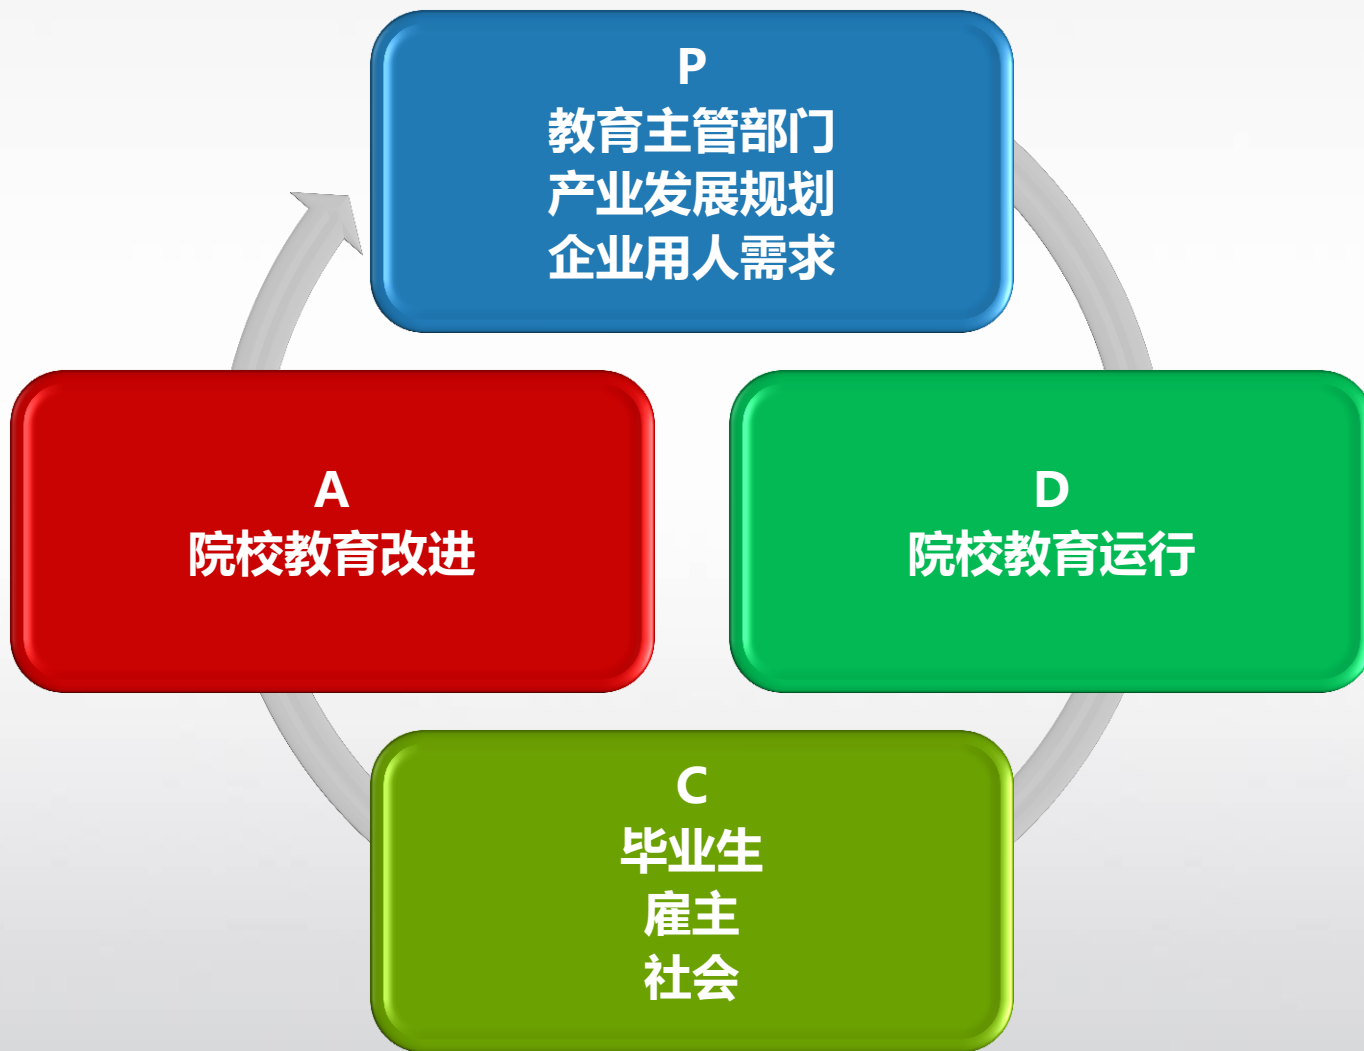 P
教育主管部门
产业发展规划
企业用人需求
A
院校教育改进
D
院校教育运行
C
毕业生
雇主
社会